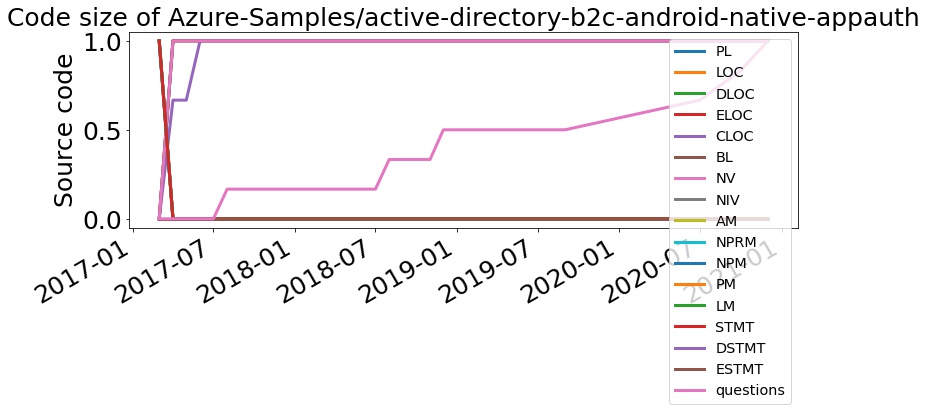 Code size of Azure-Samples/active-directory-b2c-android-native-appauth
Source code
1.0
0.5
0.0
2017-01
2017-07
2018-01
2018-07
2019-01
2019-07
2020-01
2020-07
2021-01
PL
LOC
DLOC
ELOC
CLOC
BL
NV
NIV
AM
NPRM
NPM
PM
LM
STMT
DSTMT
ESTMT
questions